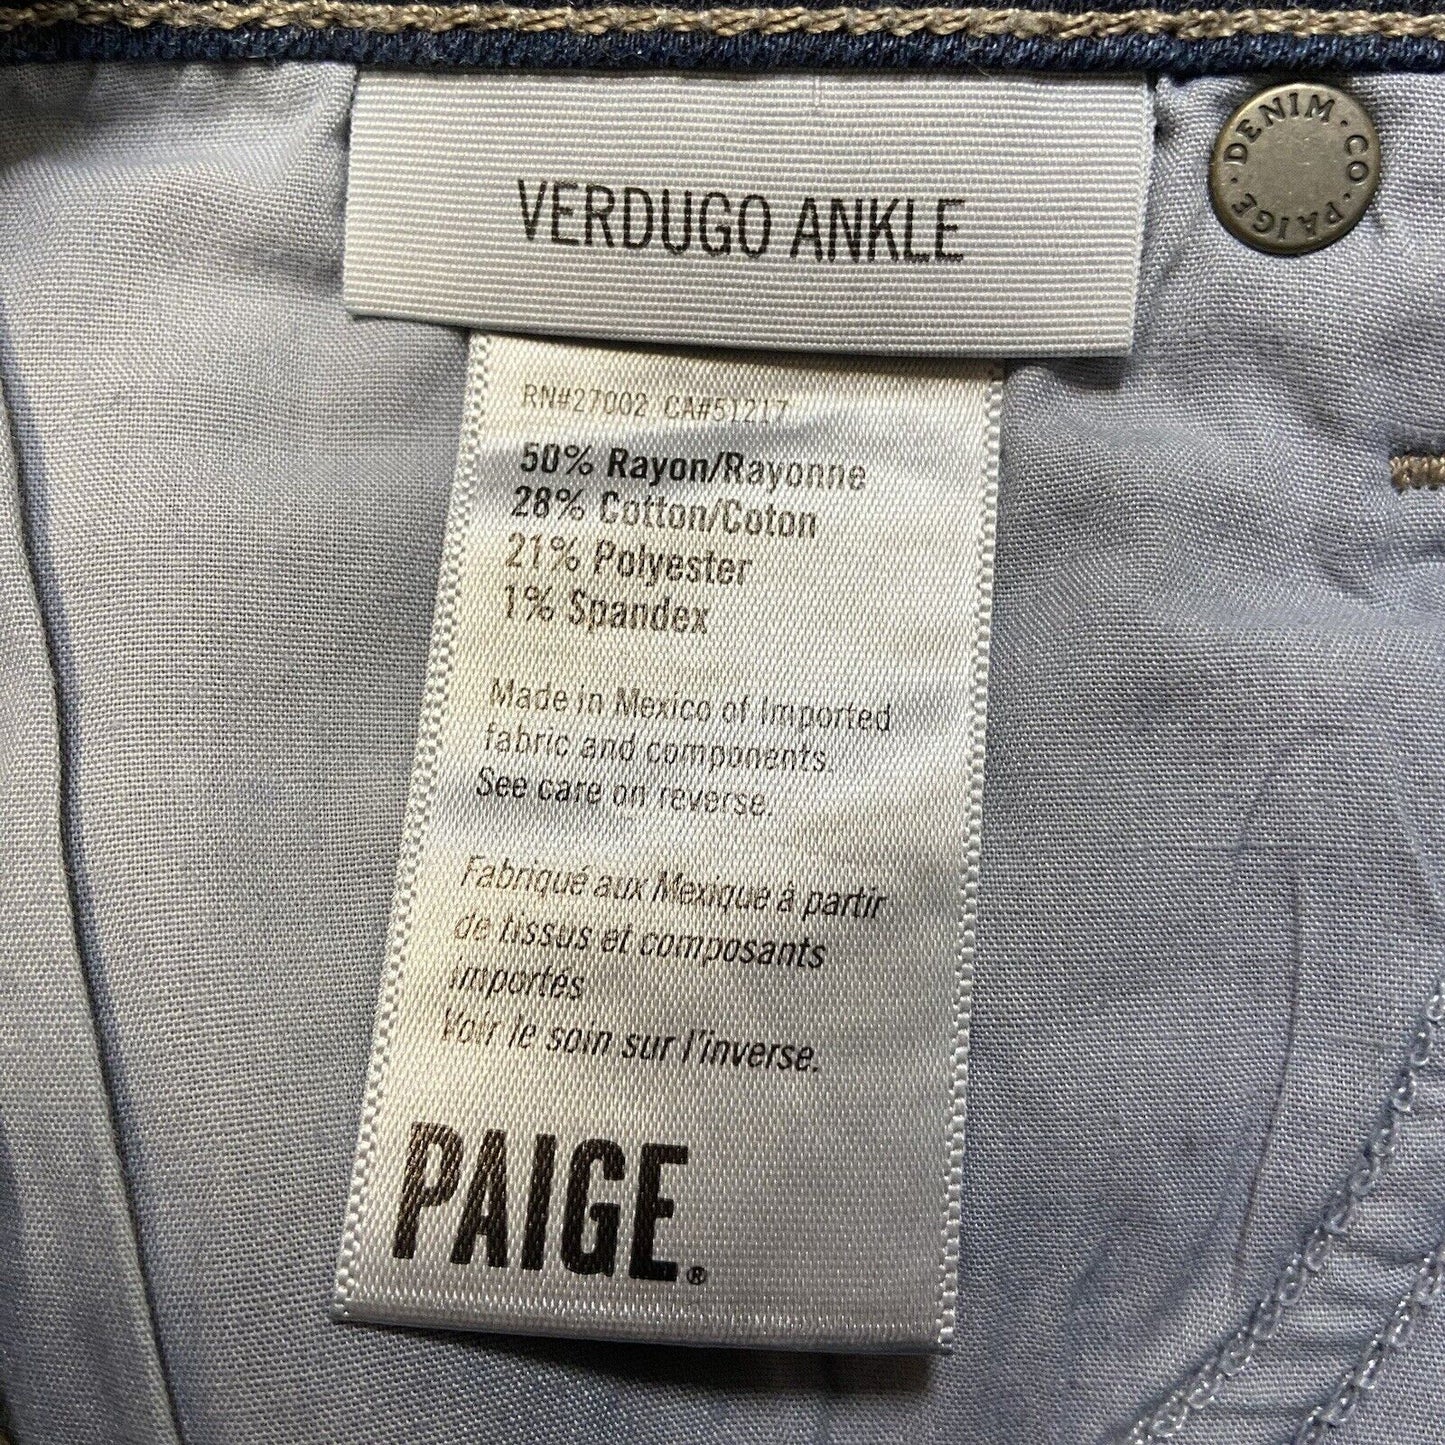 VERDUGO ANKLE
PAIGE · DENIM · CO ·
RN#27002 CA#51217
50% Rayon/Rayonne
28% Cotton/Coton
21% Polyester
1% Spandex
Made in Mexico of Imported
fabric and components.
See care on reverse.
Fabriqué aux Mexique à partir
de tissus et composants
importés
Voir le soin sur l'inverse.
PAIGE®